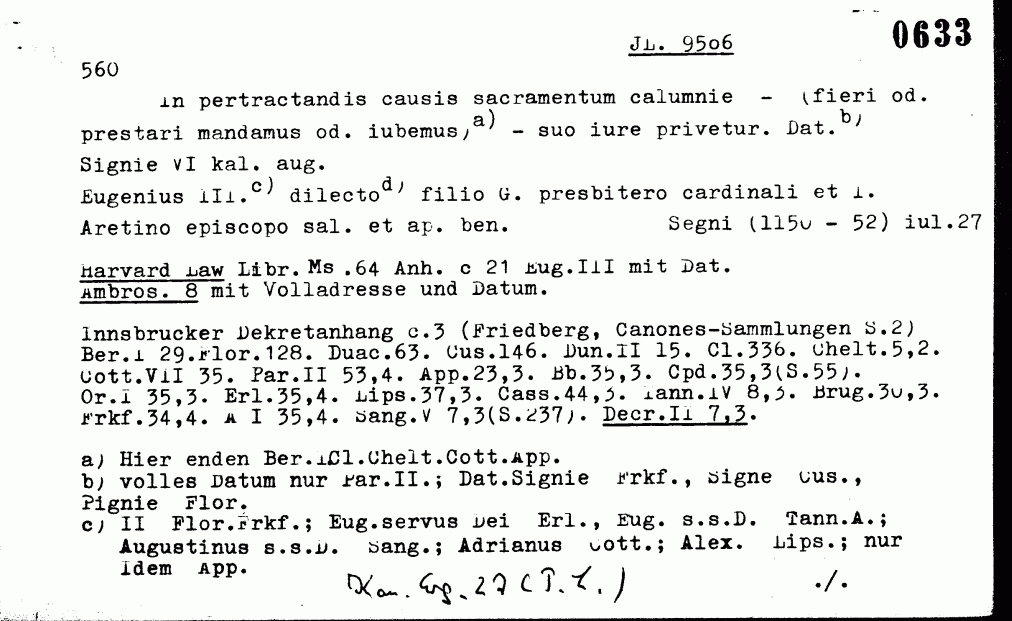 JL. 9506
0633
560
In pertractandis causis sacramentum calumnie - (fieri od.
prestari mandamus od. iubemus,a) - suo iure privetur. Dat.b)
Signie VI kal. aug.
Eugenius III.c) dilectod) filio G. presbitero cardinali et I.
Aretino episcopo sal. et ap. ben. Segni (1150 - 52) iul.27
Harvard Law Libr. Ms.64 Anh. c 21 Eug.III mit Dat.
Ambros. 8 mit Volladresse und Datum.
Innsbrucker Dekretanhang c.3 (Friedberg, Canones-Sammlungen S.2)
Ber.I 29.Flor.128. Duac.63. Cus.146. Dun.II 15. Cl.336. Chelt.5,2.
Cott.VII 35. Par.II 53,4. App.23,3. Bb.35,3. Cpd.35,3(S.55).
Or.I 35,3. Erl.35,4. Lips.37,3. Cass.44,3. Tann.IV 8,3. Brug.30,3.
Frkf.34,4. A I 35,4. Sang.V 7,3(S.237). Decr.II 7,3.
a) Hier enden Ber.ICl.Chelt.Cott.App.
b) volles Datum nur Par.II.; Dat.Signie Frkf., Signe Cus.,
Pignie Flor.
c) II Flor.Frkf.; Eug.servus Dei Erl., Eug. s.s.D. Tann.A.;
Augustinus s.s.D. Sang.; Adrianus Cott.; Alex. Lips.; nur
Idem App.
27
./.